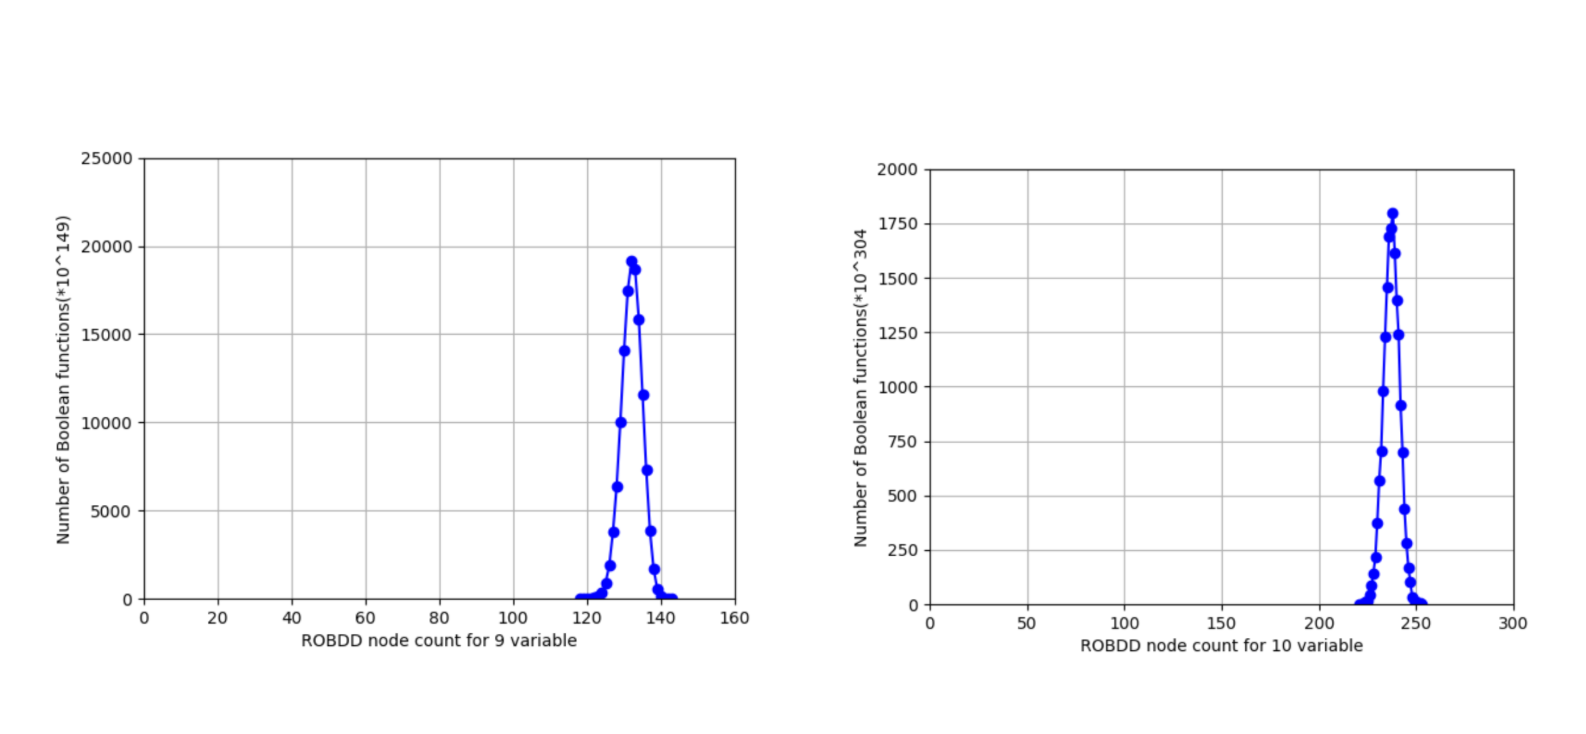 25000
20000
15000
10000
5000
0
0 20 40 60 80 100 120 140 160
Number of Boolean functions(*10^149)
ROBDD node count for 9 variable
2000
1750
1500
1250
1000
750
500
250
0
0 50 100 150 200 250 300
Number of Boolean functions(*10^304
ROBDD node count for 10 variable